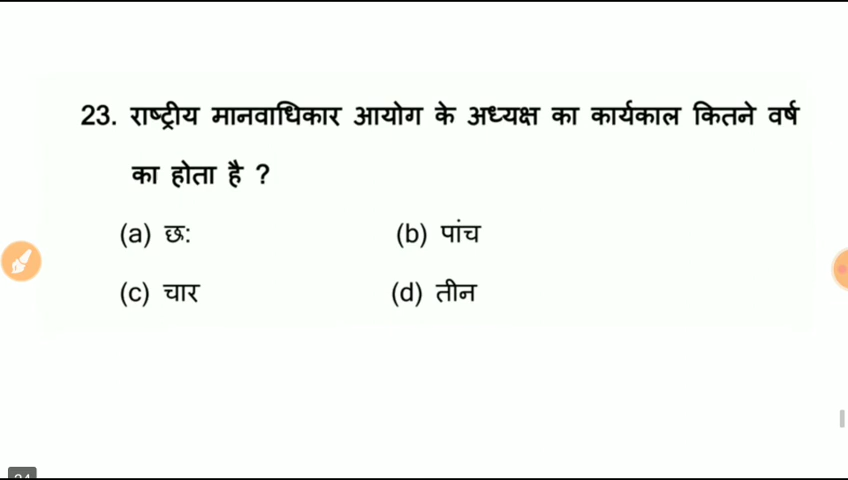 23. राष्ट्रीय मानवाधिकार आयोग के अध्यक्ष का कार्यकाल कितने वर्ष
का होता है ?
(a) छः (b) पांच
(c) चार (d) तीन